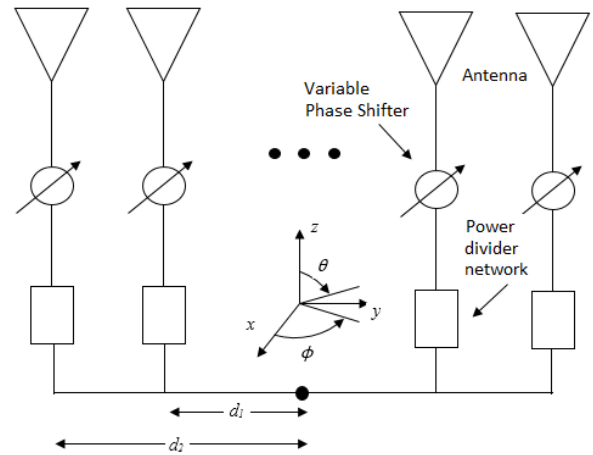 Antenna
Variable
Phase Shifter
z
θ
Power
divider
network
x
y
ϕ
d1
d2